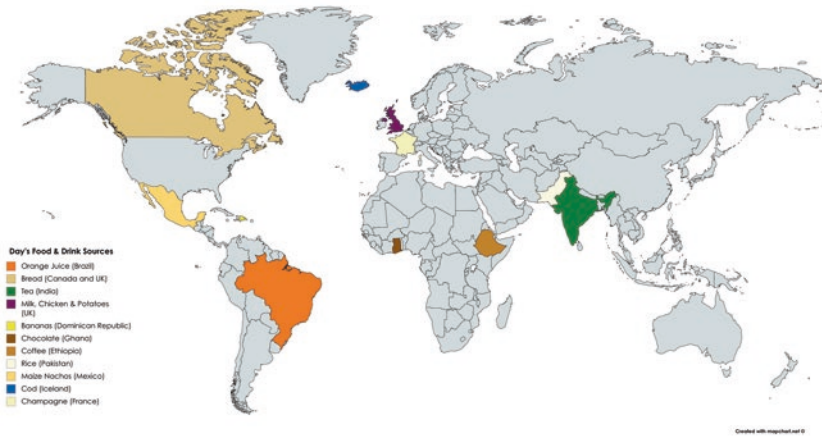 Day's Food & Drink Sources
Orange Juice (Brazil)
Bread (Canada and UK)
Tea (India)
Milk, Chicken & Potatoes
(UK)
Bananas (Dominican Republic)
Chocolate (Ghana)
Coffee (Ethiopia)
Rice (Pakistan)
Maize Nachos (Mexico)
Cod (Iceland)
Champagne (France)
Created with mapchart.net ©